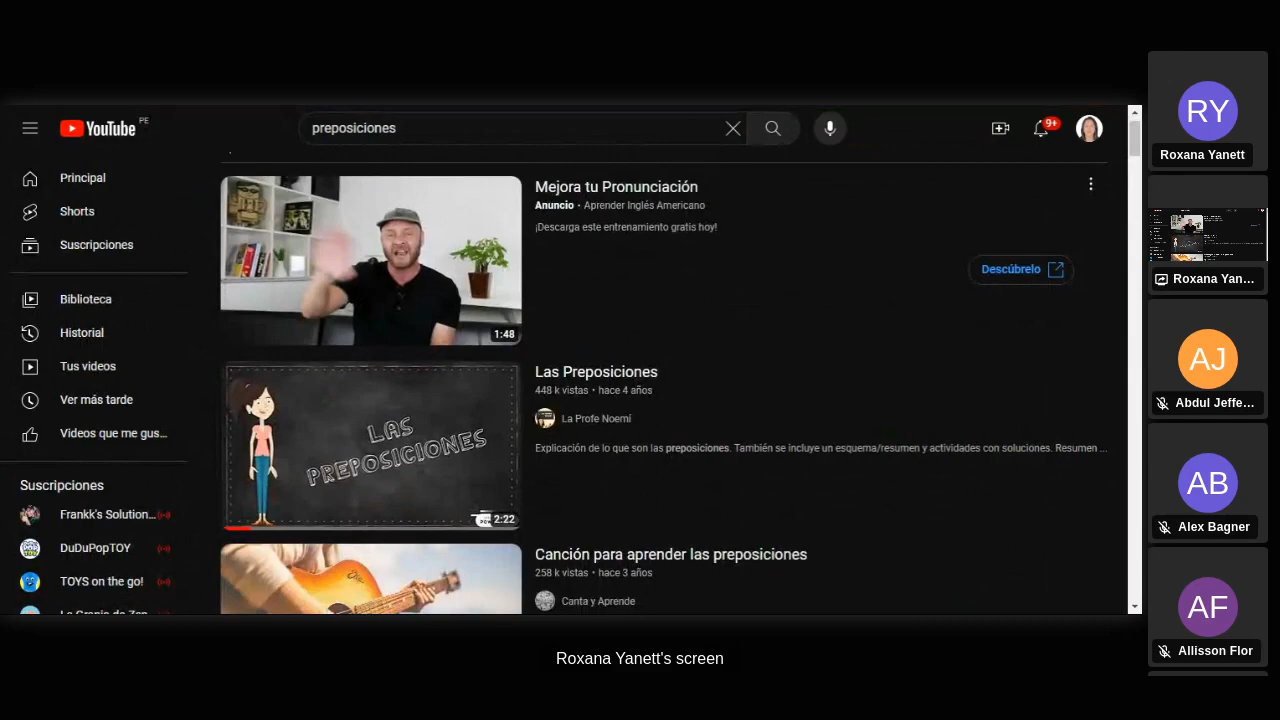 YouTube PE
preposiciones
9+
Principal
Shorts
Suscripciones
Biblioteca
Historial
Tus videos
Ver más tarde
Videos que me gus...
Suscripciones
Frankk's Solution...
DuDuPopTOY
TOYS on the go!
1:48
Mejora tu Pronunciación
Anuncio • Aprender Inglés Americano
¡Descarga este entrenamiento gratis hoy!
Descúbrelo
LAS
PREPOSICIONES
2:22
Las Preposiciones
448 k vistas • hace 4 años
La Profe Noemí
Explicación de lo que son las preposiciones. También se incluye un esquema/resumen y actividades con soluciones. Resumen ...
Canción para aprender las preposiciones
258 k vistas • hace 3 años
Canta y Aprende
Roxana Yanett's screen
RY
Roxana Yanett
Roxana Yan...
AJ
Abdul Jeffe...
AB
Alex Bagner
AF
Allisson Flor